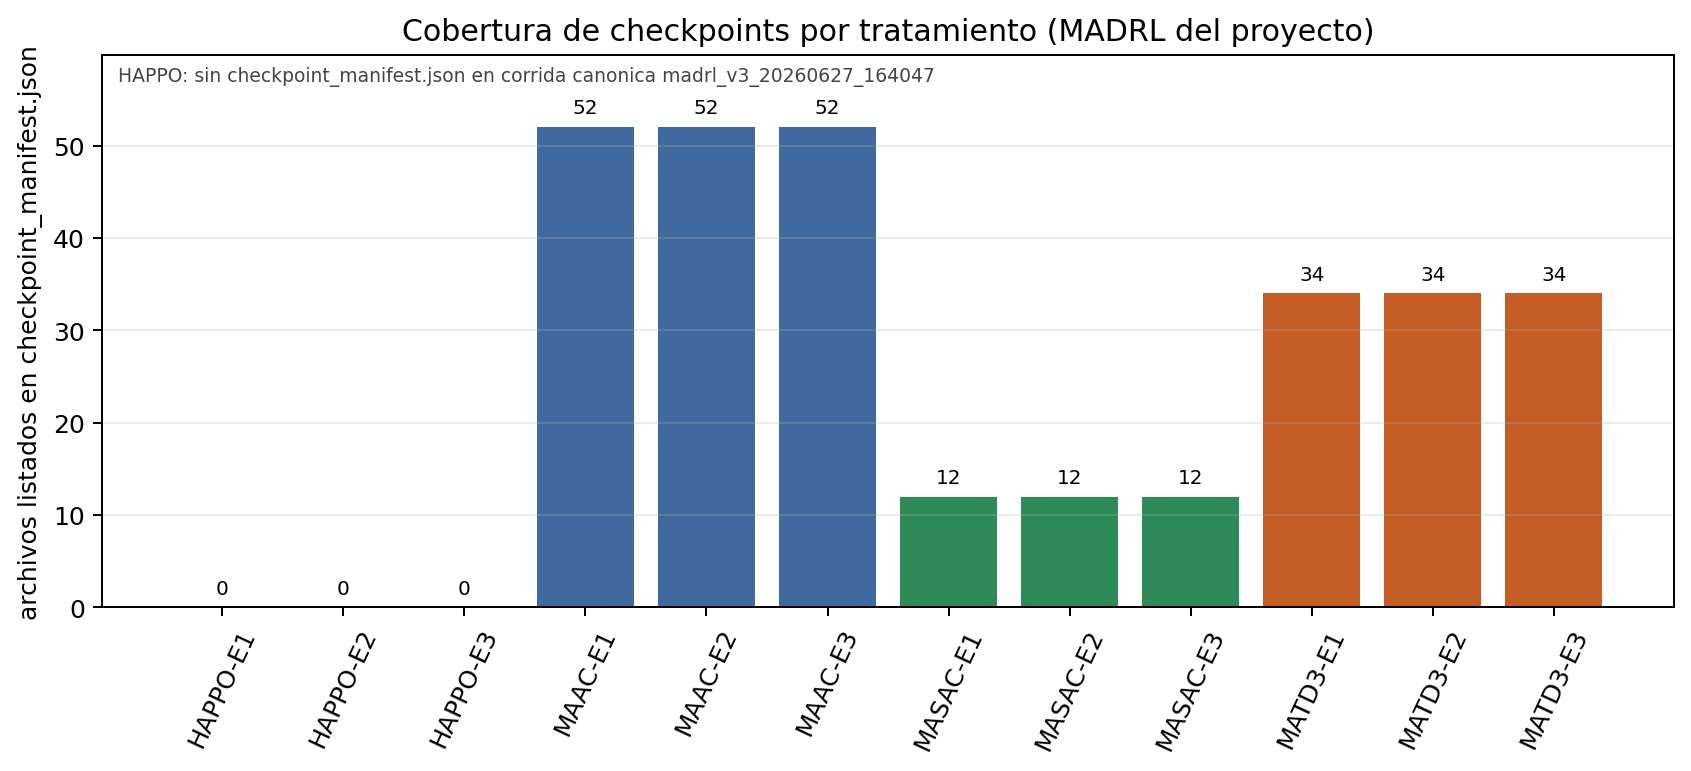 Cobertura de checkpoints por tratamiento (MADRL del proyecto)
archivos listados en checkpoint_manifest.json
HAPPO: sin checkpoint_manifest.json en corrida canonica madrl_v3_20260627_164047
50
40
30
20
10
0
0
0
0
52
52
52
12
12
12
34
34
34
HAPPO-E1
HAPPO-E2
HAPPO-E3
MAAC-E1
MAAC-E2
MAAC-E3
MASAC-E1
MASAC-E2
MASAC-E3
MATD3-E1
MATD3-E2
MATD3-E3